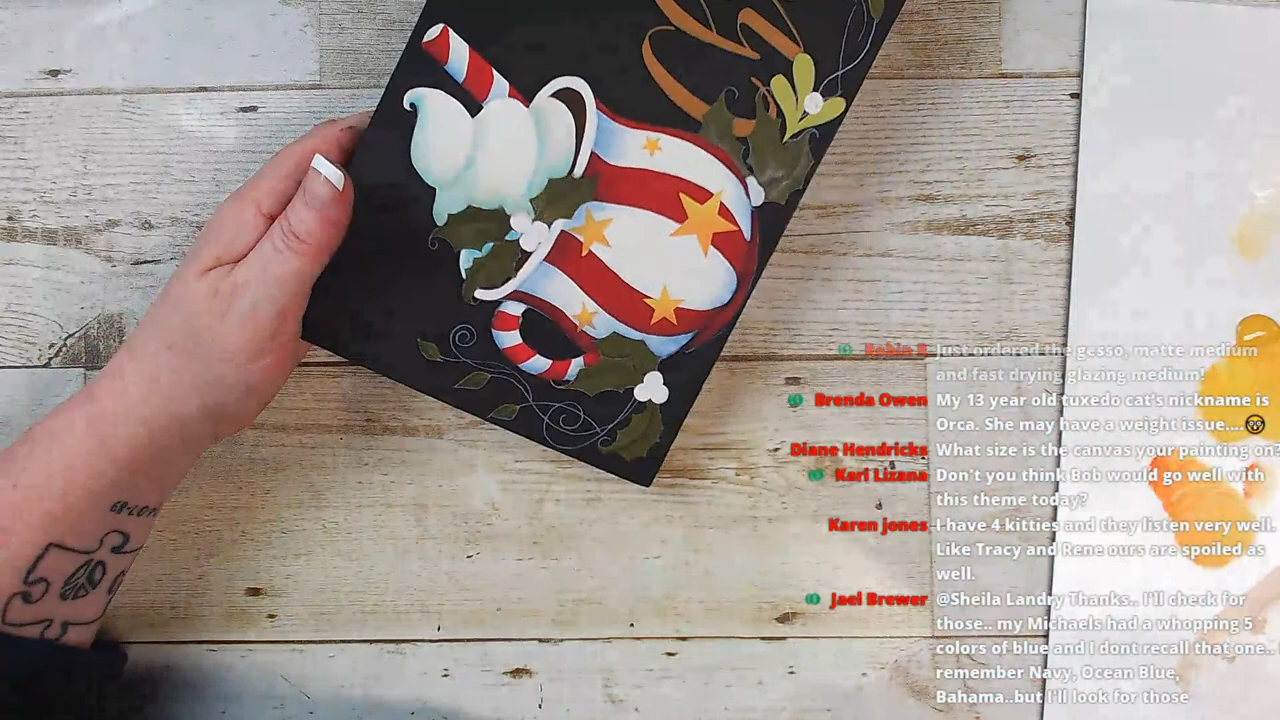 Robin S Just ordered the gesso, matte medium
and fast drying glazing medium!
Brenda Owen My 13 year old tuxedo cat's nickname is
Orca. She may have a weight issue....
Diane Hendricks What size is the canvas your painting on?
Karl Lizana Don't you think Bob would go well with
this theme today?
Karen jones I have 4 kitties and they listen very well.
Like Tracy and Rene ours are spoiled as
well.
Jael Brewer @Sheila Landry Thanks.. I'll check for
those.. my Michaels had a whopping 5
colors of blue and I dont recall that one.. I
remember Navy, Ocean Blue,
Bahama..but I'll look for those